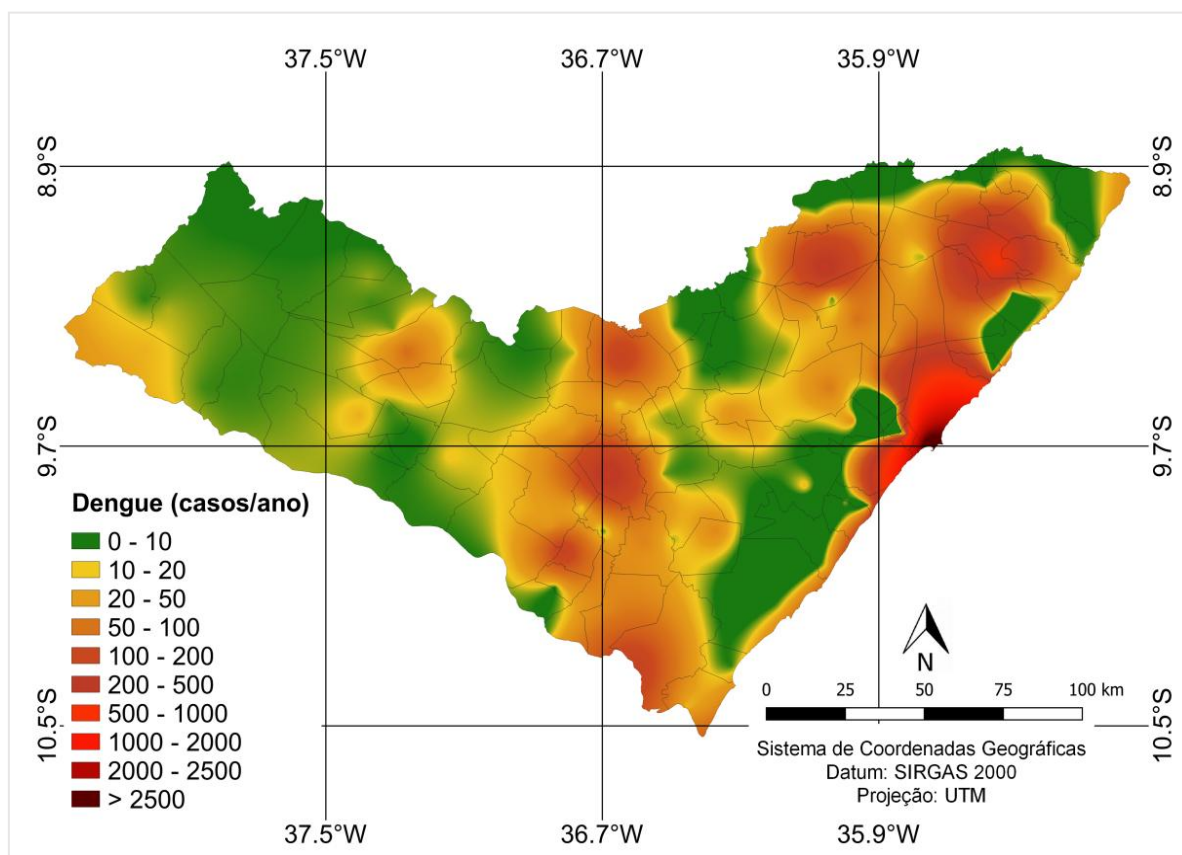 37.5°W 36.7°W 35.9°W
8.9°S 8.9°S
9.7°S 9.7°S
Dengue (casos/ano)
0 - 10
10 - 20
20 - 50
50 - 100
100 - 200
200 - 500
500 - 1000
1000 - 2000
2000 - 2500
> 2500
N
0 25 50 75 100 km
10.5°S 10.5°S
Sistema de Coordenadas Geográficas
Datum: SIRGAS 2000
Projeção: UTM
37.5°W 36.7°W 35.9°W